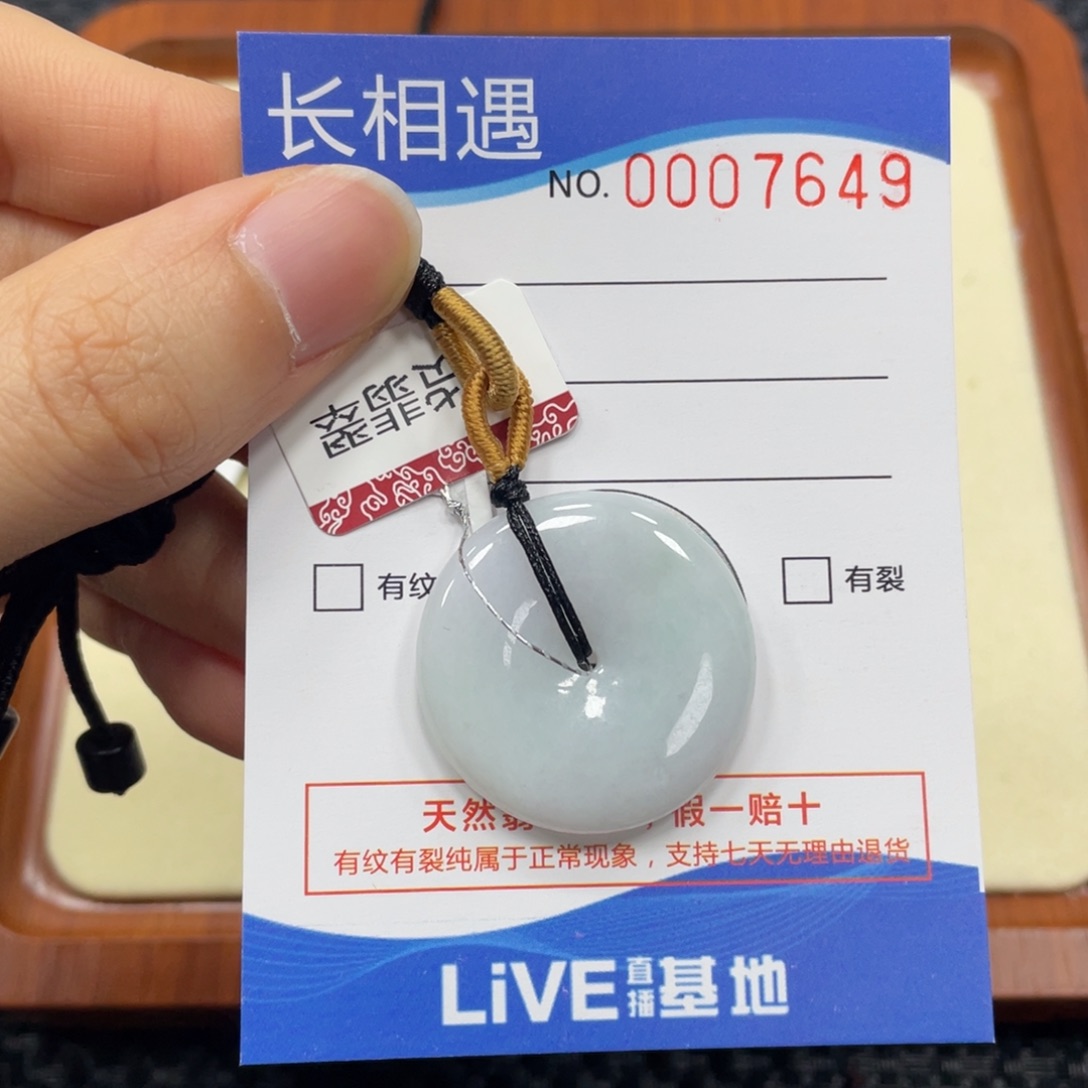 长相遇
NO. 0007649
翡翠
有纹
有裂
天然翡，假一赔十
有纹有裂纯属于正常现象，支持七天无理由退货
LiVE直播基地